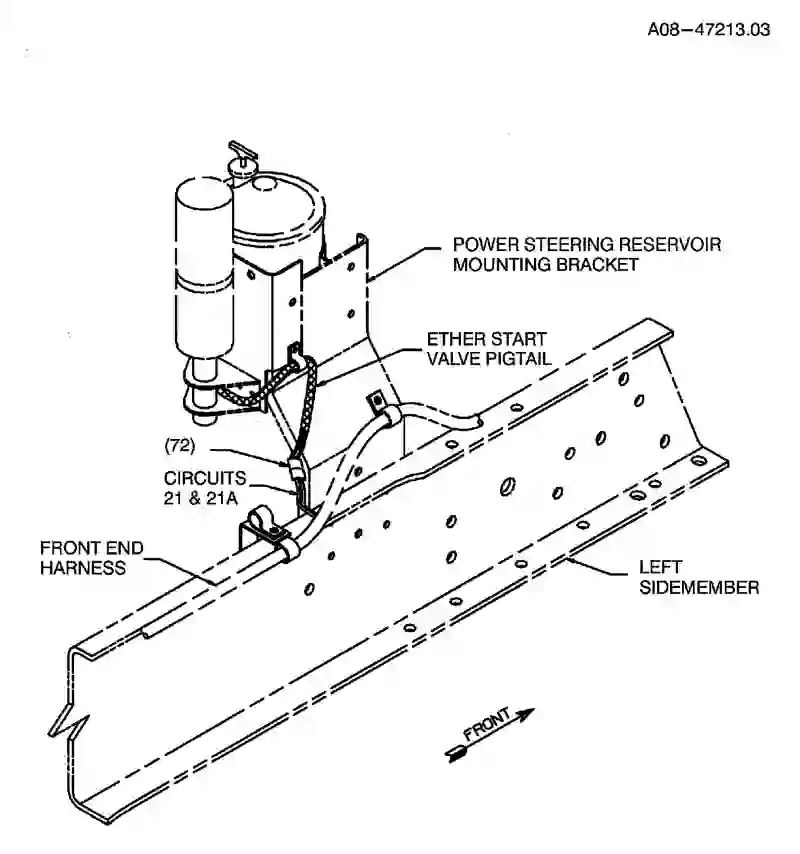 A08-47213.03
POWER STEERING RESERVOIR
MOUNTING BRACKET
ETHER START
VALVE PIGTAIL
(72)
CIRCUITS
21 & 21A
FRONT END
HARNESS
LEFT
SIDEMEMBER
FRONT